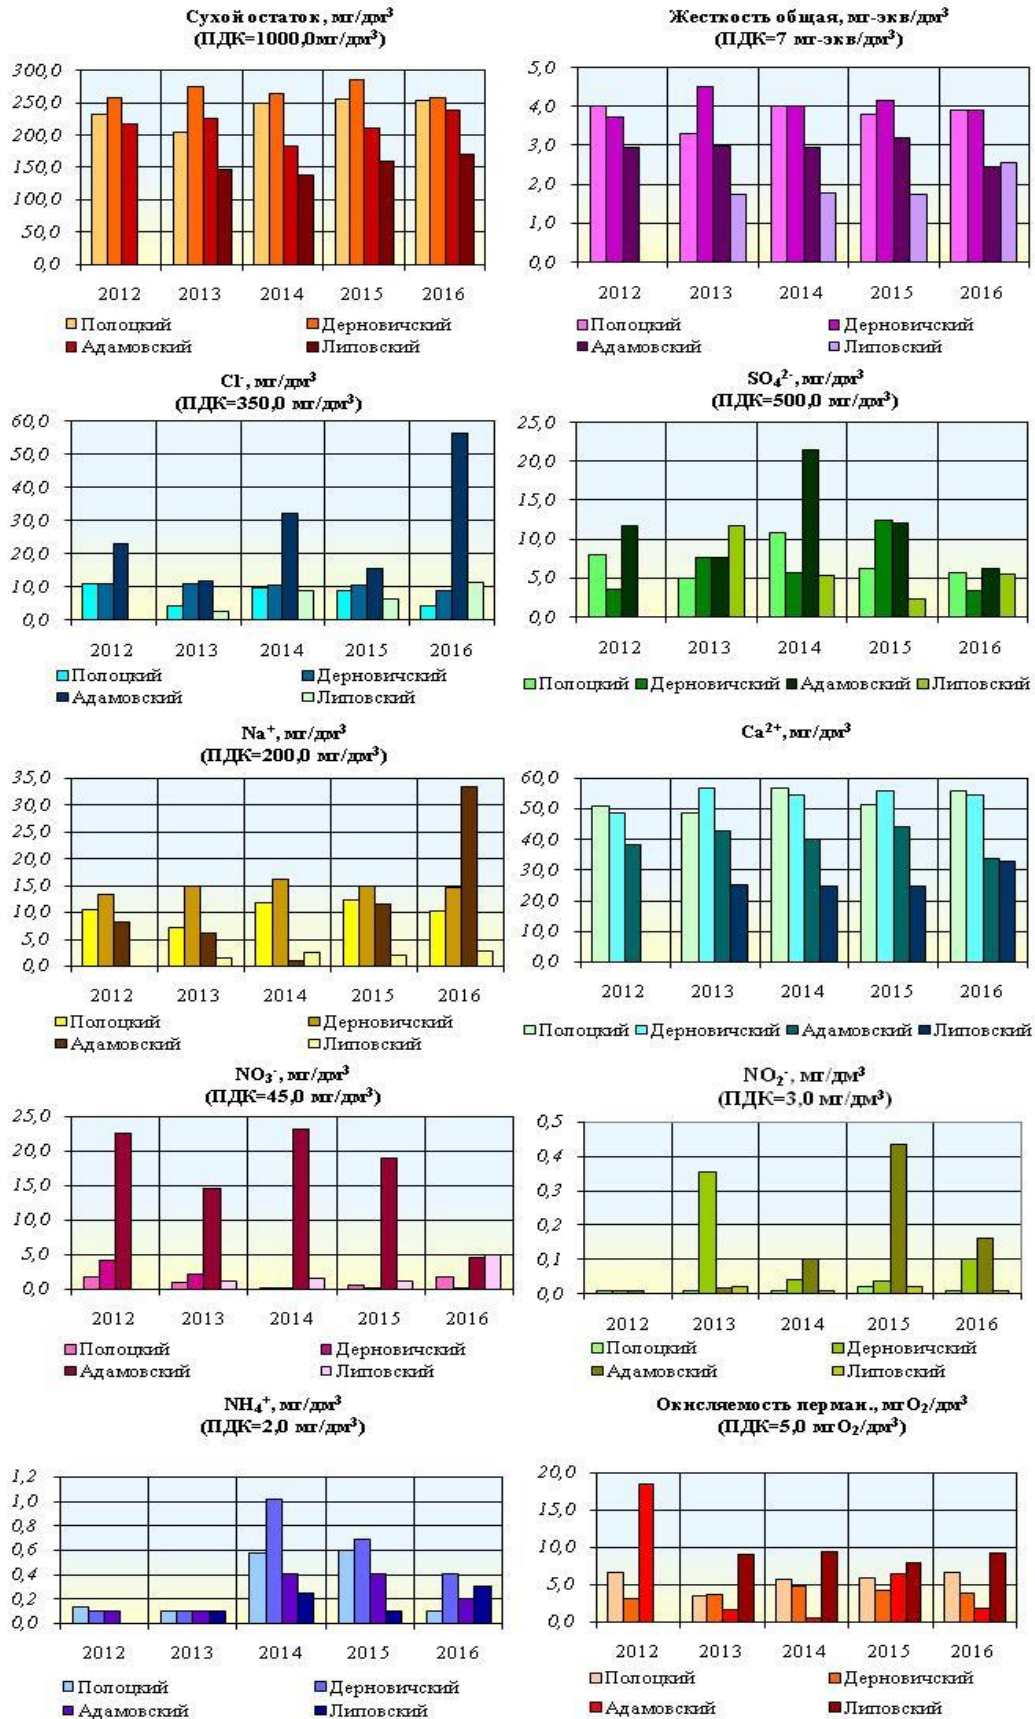 Сухой остаток, мг/дм³
(ПДК=1000,0мг/дм³)
300,0
250,0
200,0
150,0
100,0
50,0
0,0
2012 2013 2014 2015 2016
Полоцкий Дерновичский
Адамовский Липовский
Жесткость общая, мг-экв/дм³
(ПДК=7 мг-экв/дм³)
5,0
4,0
3,0
2,0
1,0
0,0
2012 2013 2014 2015 2016
Полоцкий Дерновичский
Адамовский Липовский
Cl⁻, мг/дм³
(ПДК=350,0 мг/дм³)
60,0
50,0
40,0
30,0
20,0
10,0
0,0
2012 2013 2014 2015 2016
Полоцкий Дерновичский
Адамовский Липовский
SO₄²⁻, мг/дм³
(ПДК=500,0 мг/дм³)
25,0
20,0
15,0
10,0
5,0
0,0
2012 2013 2014 2015 2016
Полоцкий Дерновичский Адамовский Липовский
Na⁺, мг/дм³
(ПДК=200,0 мг/дм³)
35,0
30,0
25,0
20,0
15,0
10,0
5,0
0,0
2012 2013 2014 2015 2016
Полоцкий Дерновичский
Адамовский Липовский
Ca²⁺, мг/дм³
60,0
50,0
40,0
30,0
20,0
10,0
0,0
2012 2013 2014 2015 2016
Полоцкий Дерновичский Адамовский Липовский
NO₃⁻, мг/дм³
(ПДК=45,0 мг/дм³)
25,0
20,0
15,0
10,0
5,0
0,0
2012 2013 2014 2015 2016
Полоцкий Дерновичский
Адамовский Липовский
NO₂⁻, мг/дм³
(ПДК=3,0 мг/дм³)
0,5
0,4
0,3
0,2
0,1
0,0
2012 2013 2014 2015 2016
Полоцкий Дерновичский
Адамовский Липовский
NH₄⁺, мг/дм³
(ПДК=2,0 мг/дм³)
1,2
1,0
0,8
0,6
0,4
0,2
0,0
2012 2013 2014 2015 2016
Полоцкий Дерновичский
Адамовский Липовский
Окисляемость перман., мгО₂/дм³
(ПДК=5,0 мгО₂/дм³)
20,0
15,0
10,0
5,0
0,0
2012 2013 2014 2015 2016
Полоцкий Дерновичский
Адамовский Липовский